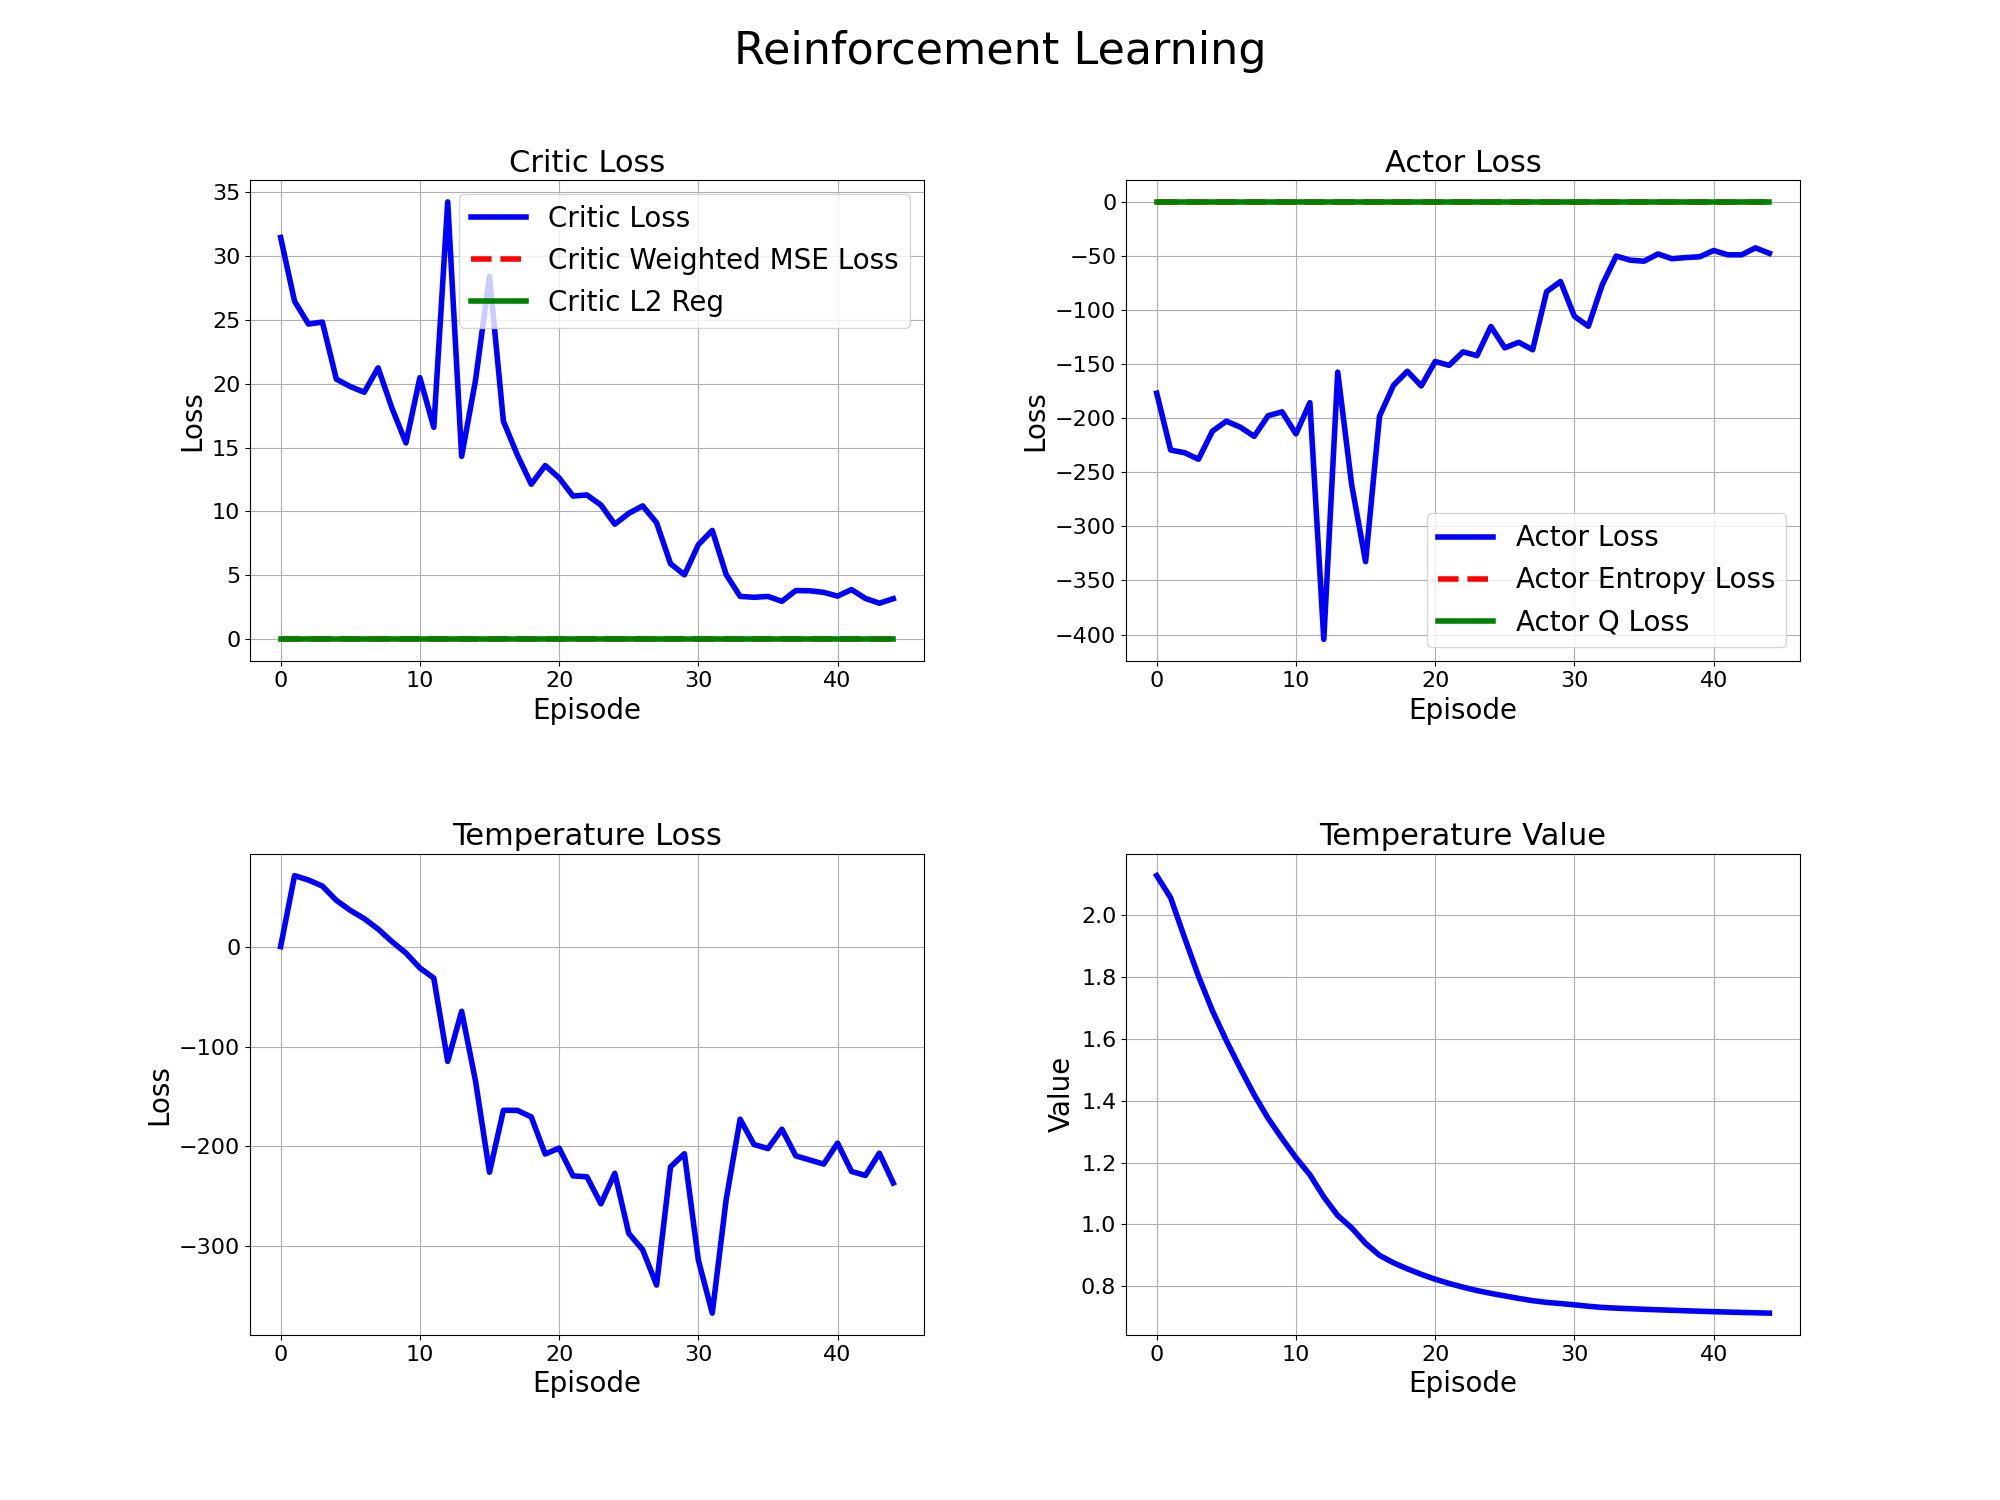 Reinforcement Learning
Critic Loss
35
30
25
20
15
10
5
0
Loss
Critic Loss
Critic Weighted MSE Loss
Critic L2 Reg
0 10 20 30 40
Episode
Actor Loss
0
−50
−100
−150
−200
−250
−300
−350
−400
Loss
Actor Loss
Actor Entropy Loss
Actor Q Loss
0 10 20 30 40
Episode
Temperature Loss
0
−100
−200
−300
Loss
0 10 20 30 40
Episode
Temperature Value
2.0
1.8
1.6
1.4
1.2
1.0
0.8
Value
0 10 20 30 40
Episode